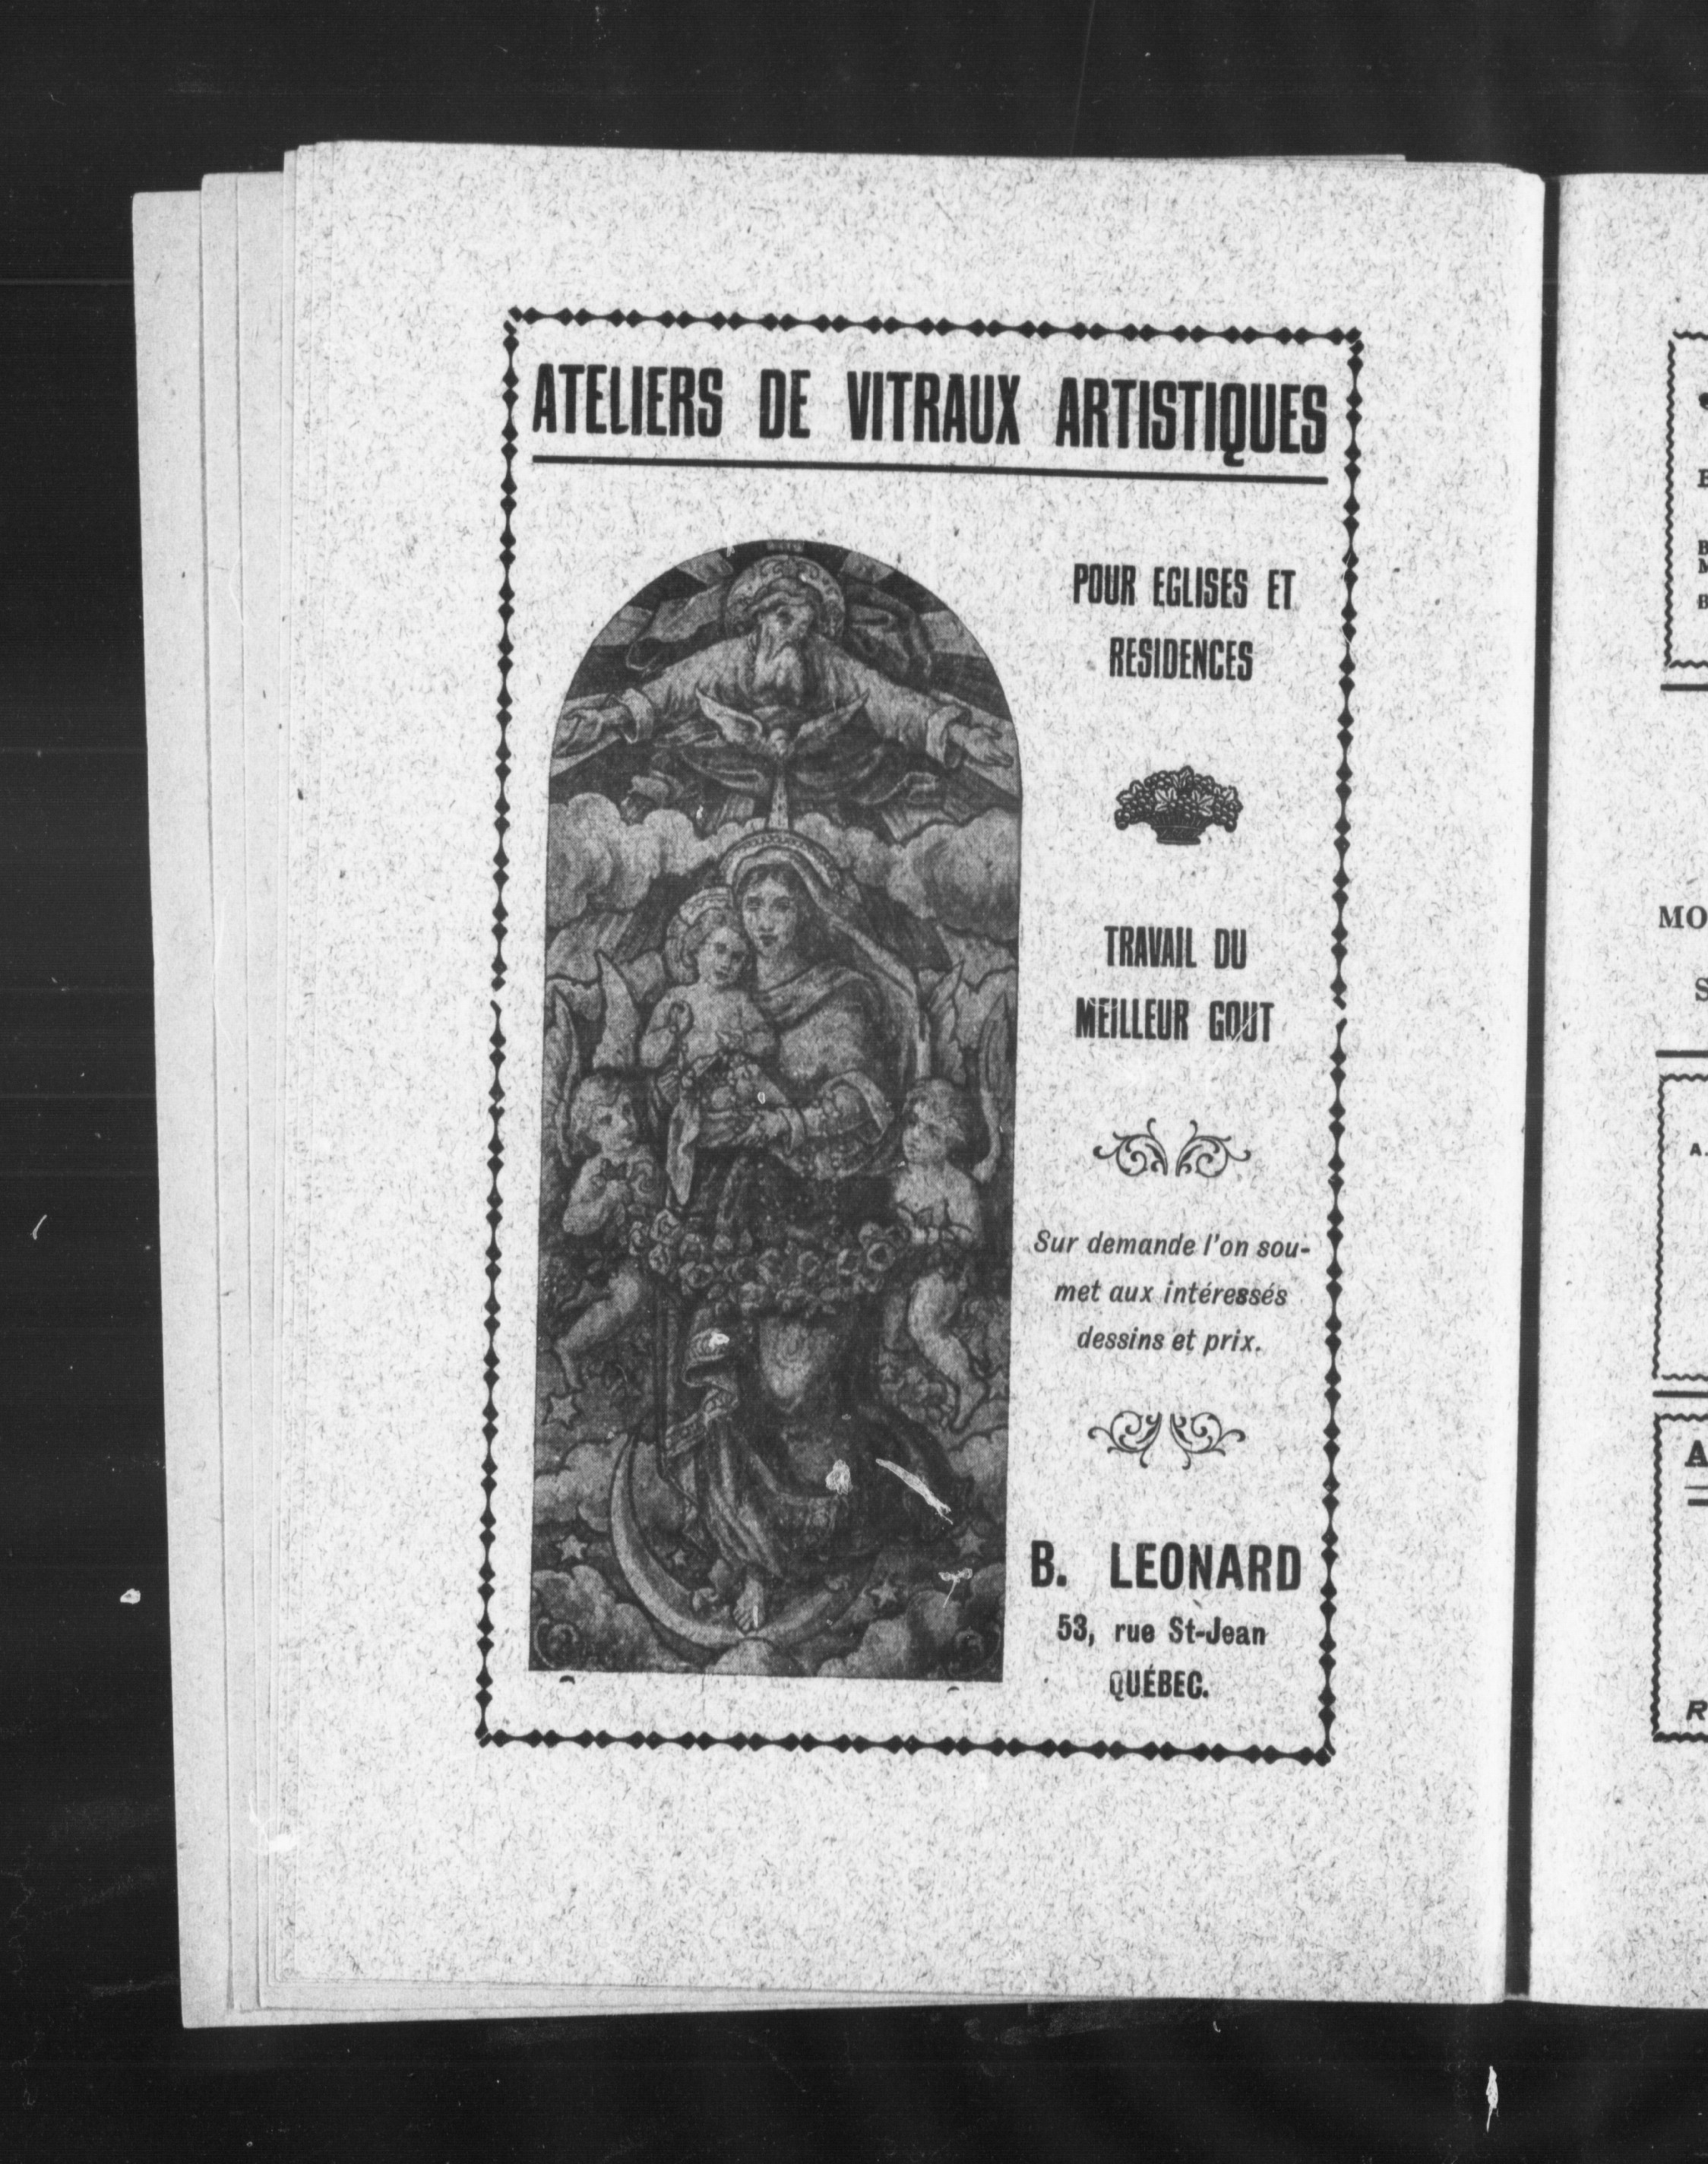 ATELIERS DE VITRAUX ARTISTIQUES
POUR EGLISES ET
RESIDENCES
TRAVAIL DU
MEILLEUR GOUT
Sur demande l'on sou-
met aux intéressés
dessins et prix.
B. LEONARD
53, rue St-Jean
QUÉBEC.
MO
S
A.
A
R